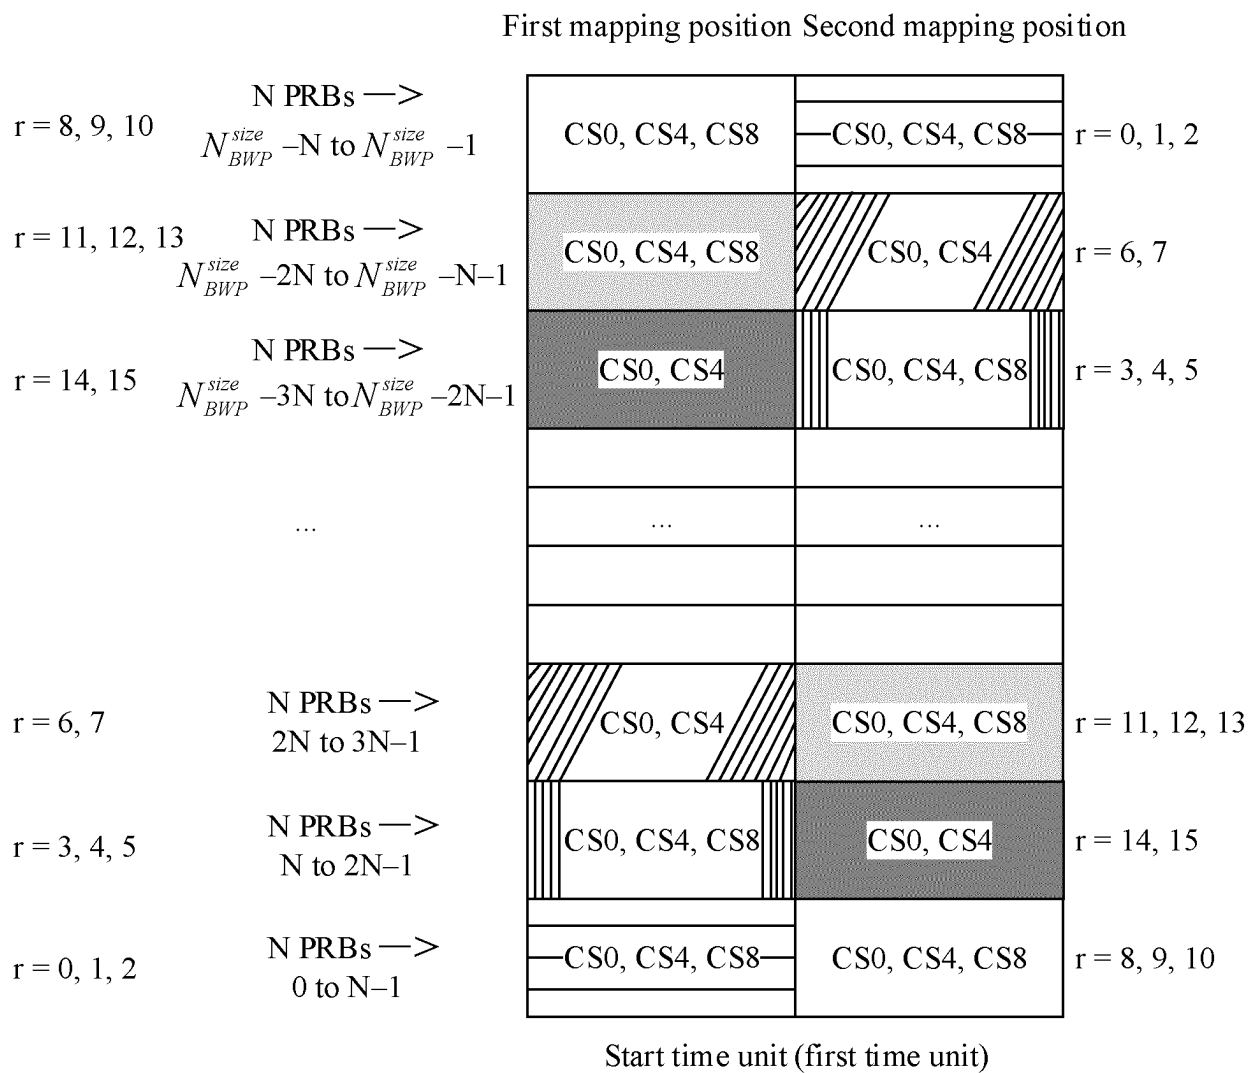 First mapping position Second mapping position
r = 8, 9, 10 N PRBs —> CS0, CS4, CS8 CS0, CS4, CS8 r = 0, 1, 2
N_{BWP}^{size} –N to N_{BWP}^{size} –1
r = 11, 12, 13 N PRBs —> CS0, CS4, CS8 CS0, CS4 r = 6, 7
N_{BWP}^{size} –2N to N_{BWP}^{size} –N–1
r = 14, 15 N PRBs —> CS0, CS4 CS0, CS4, CS8 r = 3, 4, 5
N_{BWP}^{size} –3N to N_{BWP}^{size} –2N–1
... ... ...
r = 6, 7 N PRBs —> CS0, CS4 CS0, CS4, CS8 r = 11, 12, 13
2N to 3N–1
r = 3, 4, 5 N PRBs —> CS0, CS4, CS8 CS0, CS4 r = 14, 15
N to 2N–1
r = 0, 1, 2 N PRBs —> CS0, CS4, CS8 CS0, CS4, CS8 r = 8, 9, 10
0 to N–1
Start time unit (first time unit)